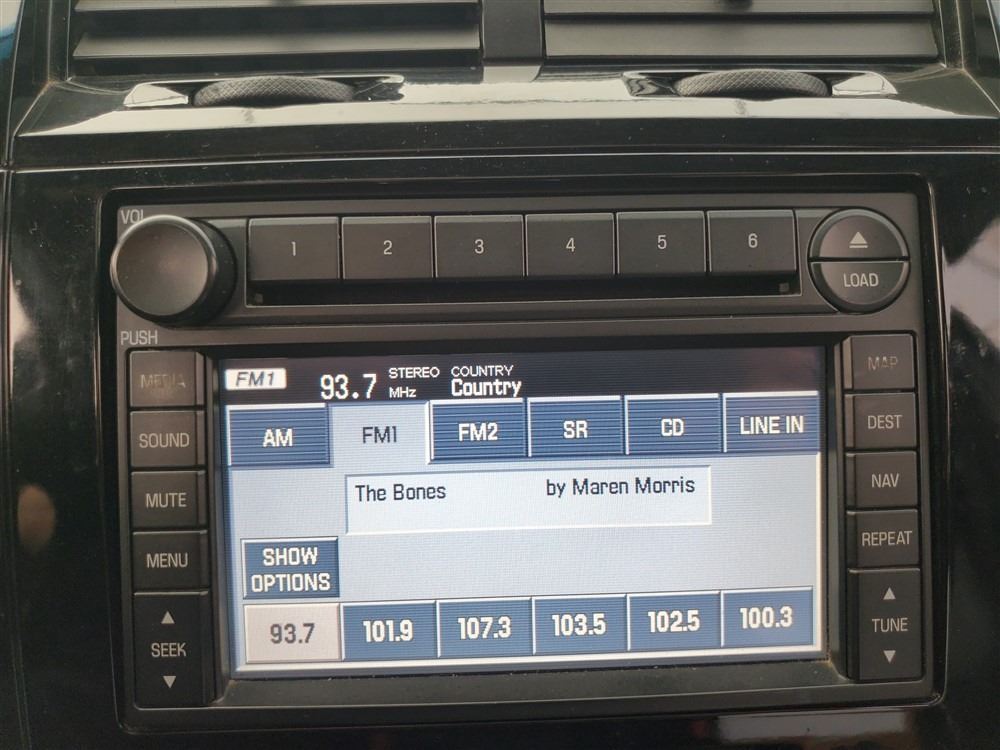 VOL
1 2 3 4 5 6
LOAD
PUSH
MEDIA
SOUND
MUTE
MENU
SEEK
FM1 93.7 MHz STEREO COUNTRY
Country
AM FM1 FM2 SR CD LINE IN
The Bones by Maren Morris
SHOW
OPTIONS
93.7 101.9 107.3 103.5 102.5 100.3
MAP
DEST
NAV
REPEAT
TUNE